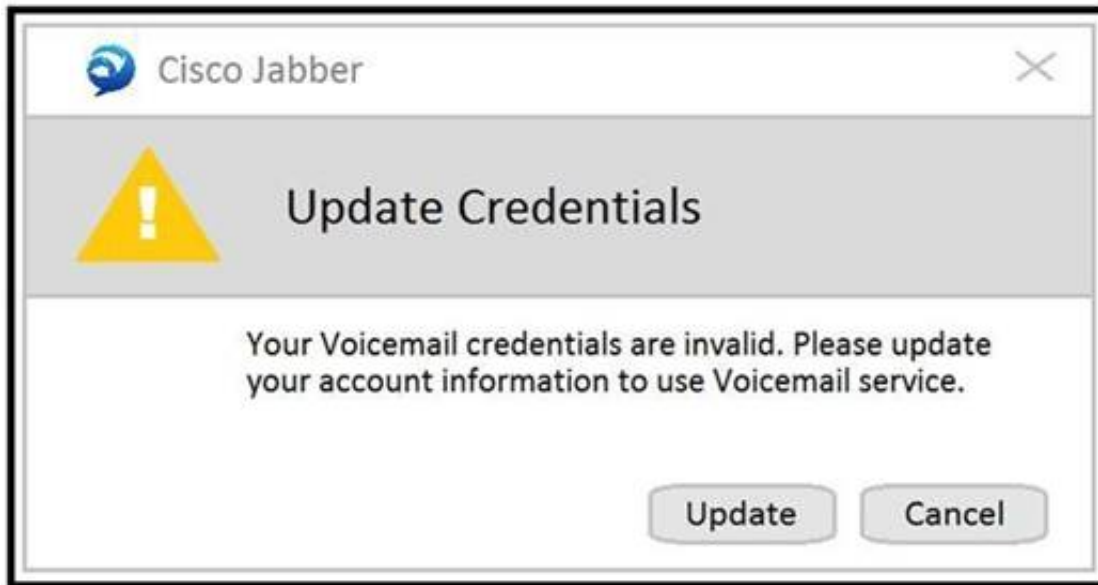 Cisco Jabber
Update Credentials
Your Voicemail credentials are invalid. Please update
your account information to use Voicemail service.
Update
Cancel